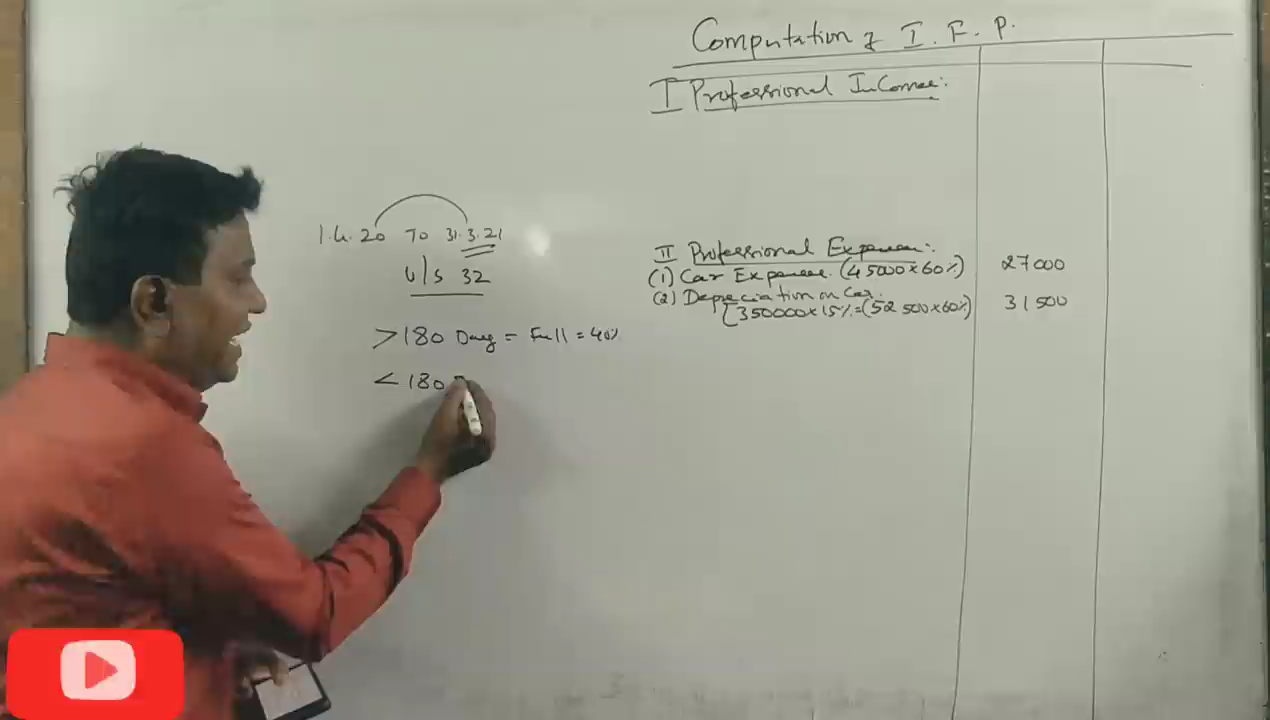 Computation of I. F. P.
I Professional Income:
1.4.20 TO 31.3.21
U/S 32
>180 Days = Full = 40%
<180 D
II Professional Expenses:
(1) Car Expenses (45000×60%) 27000
(2) Depreciation on Car
[350000×15%=(52500×60%) 31500